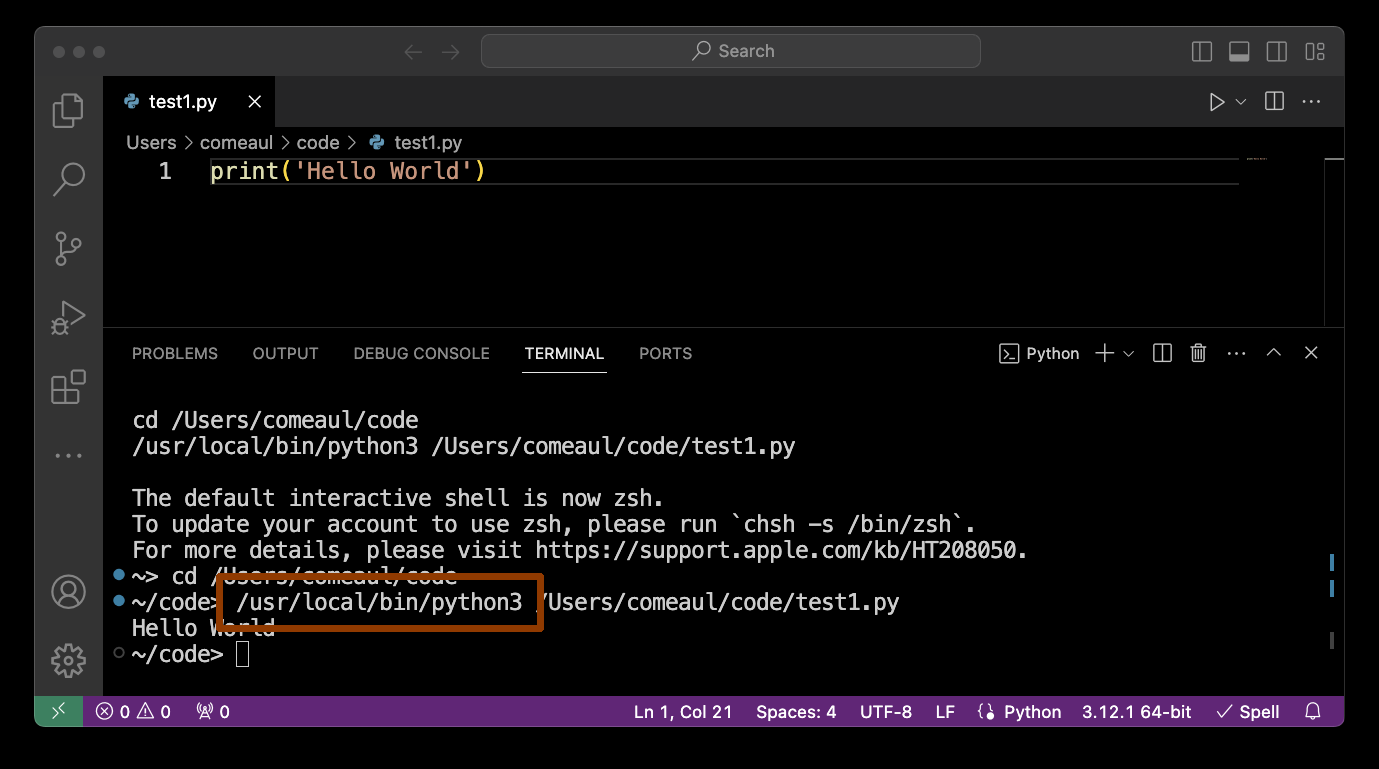 Search
test1.py
Users > comeaul > code > test1.py
1 print('Hello World')
PROBLEMS OUTPUT DEBUG CONSOLE TERMINAL PORTS Python
cd /Users/comeaul/code
/usr/local/bin/python3 /Users/comeaul/code/test1.py
The default interactive shell is now zsh.
To update your account to use zsh, please run `chsh -s /bin/zsh`.
For more details, please visit https://support.apple.com/kb/HT208050.
~> cd /Users/comeaul/code
~/code> /usr/local/bin/python3 /Users/comeaul/code/test1.py
Hello World
~/code>
0 0 0 Ln 1, Col 21 Spaces: 4 UTF-8 LF Python 3.12.1 64-bit Spell